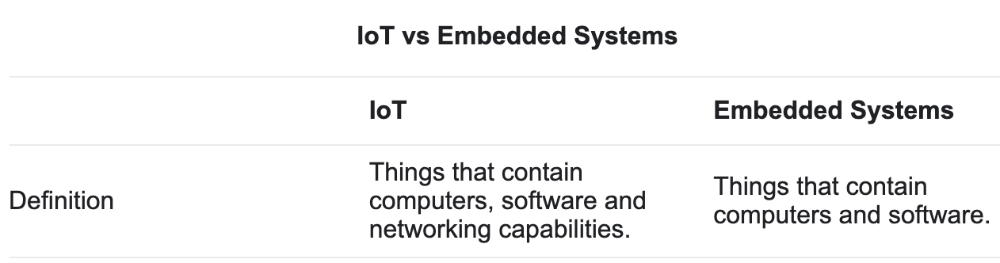 IoT vs Embedded Systems
IoT
Embedded Systems
Definition
Things that contain
computers, software and
networking capabilities.
Things that contain
computers and software.